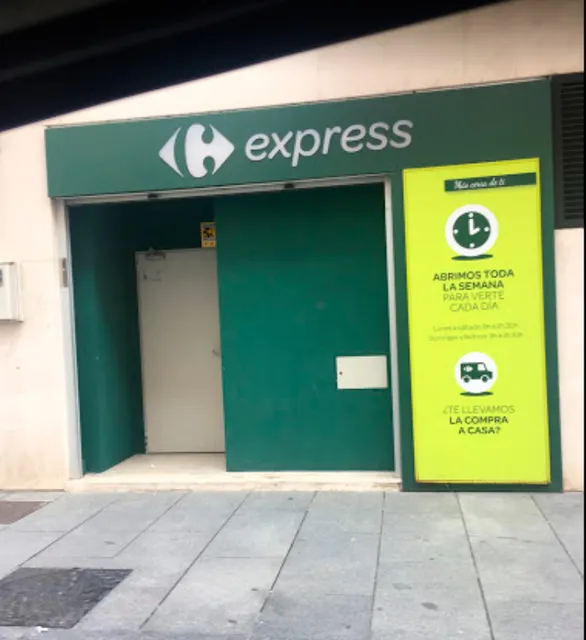 express
Más cerca de ti
ABRIMOS TODA
LA SEMANA
PARA VERTE
CADA DÍA
¿TE LLEVAMOS
LA COMPRA
A CASA?